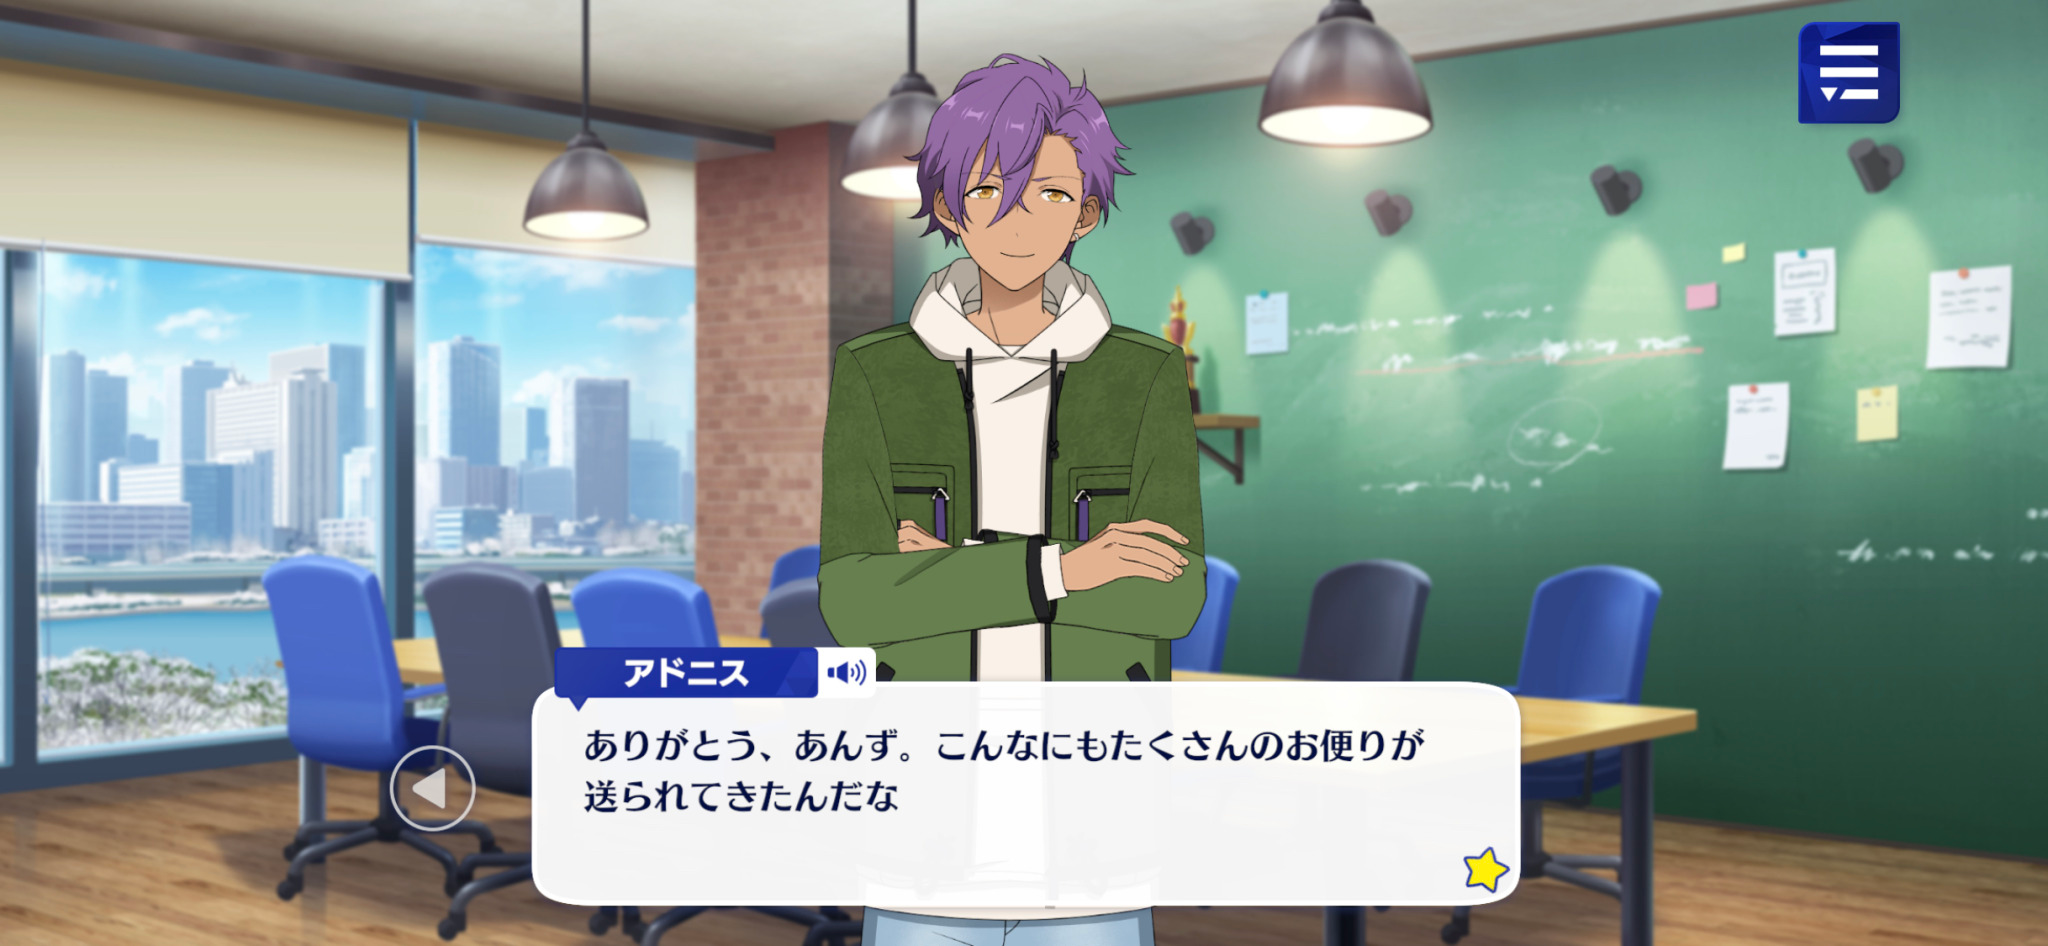 アドニス
ありがとう、あんず。こんなにもたくさんのお便りが
送られてきたんだな